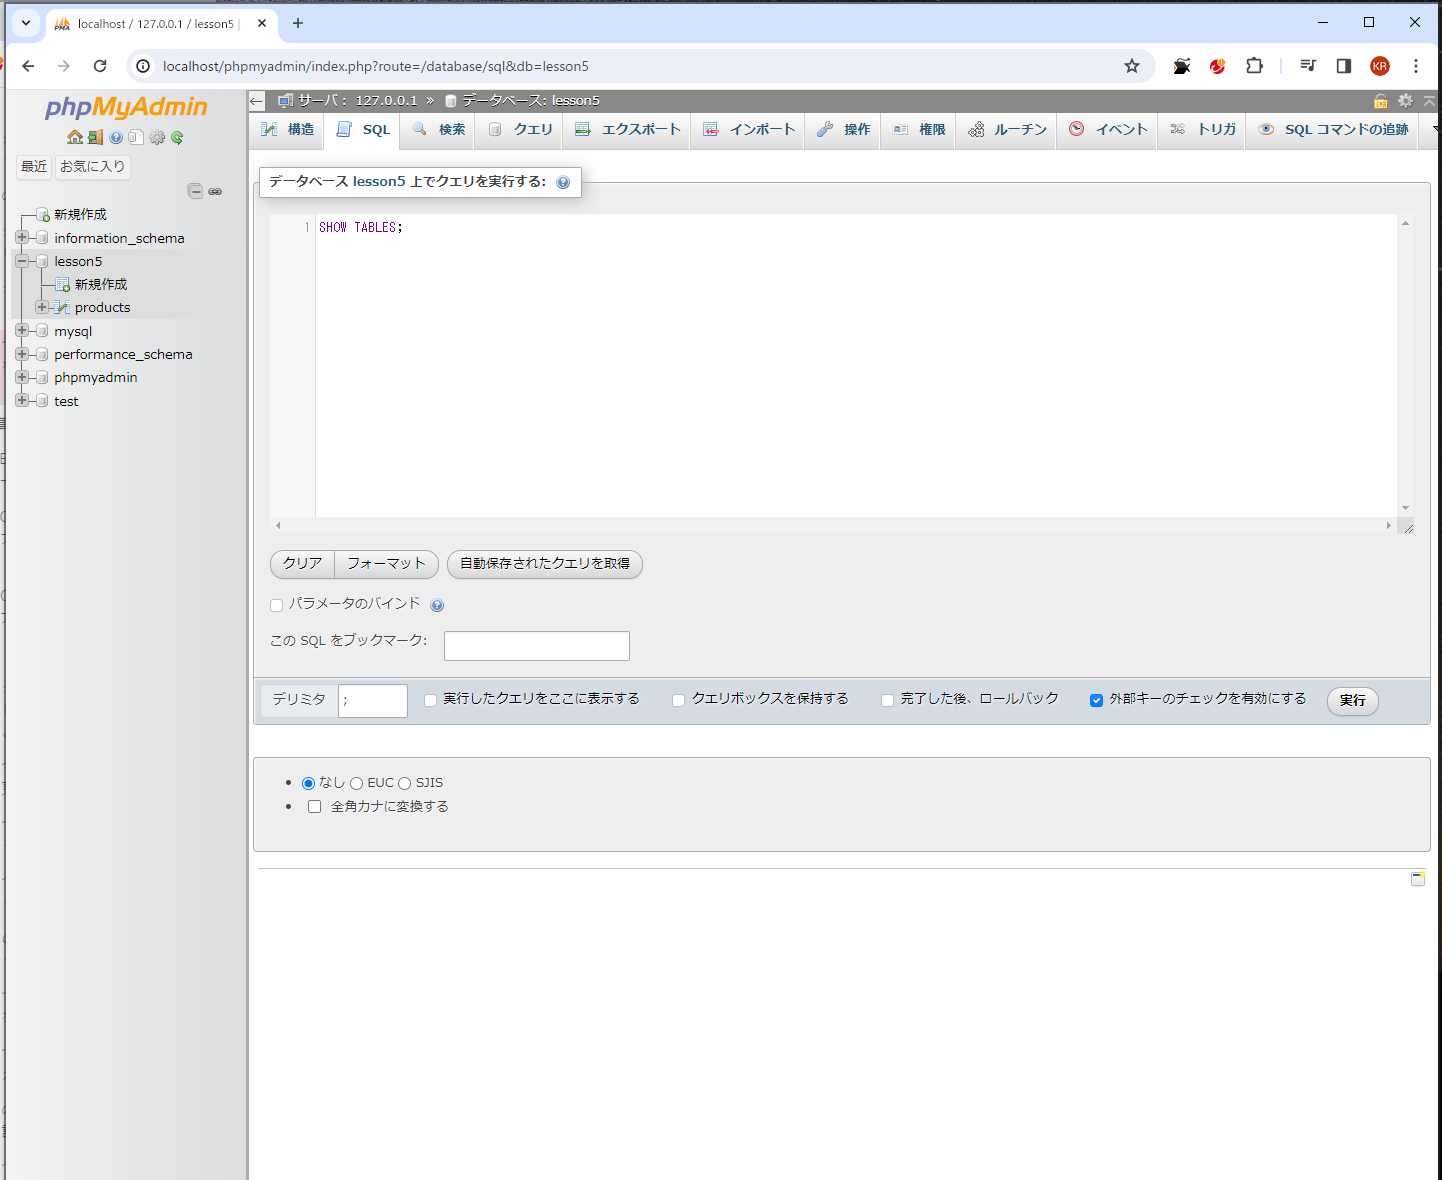 localhost / 127.0.0.1 / lesson5 |
localhost/phpmyadmin/index.php?route=/database/sql&db=lesson5
KR
phpMyAdmin
最近 お気に入り
新規作成
information_schema
lesson5
新規作成
products
mysql
performance_schema
phpmyadmin
test
サーバ: 127.0.0.1 » データベース: lesson5
構造 SQL 検索 クエリ エクスポート インポート 操作 権限 ルーチン イベント トリガ SQL コマンドの追跡
データベース lesson5 上でクエリを実行する:
1 SHOW TABLES;
クリア フォーマット 自動保存されたクエリを取得
パラメータのバインド
この SQL をブックマーク:
デリミタ ; 実行したクエリをここに表示する クエリボックスを保持する 完了した後、ロールバック 外部キーのチェックを有効にする 実行
なし EUC SJIS
全角カナに変換する